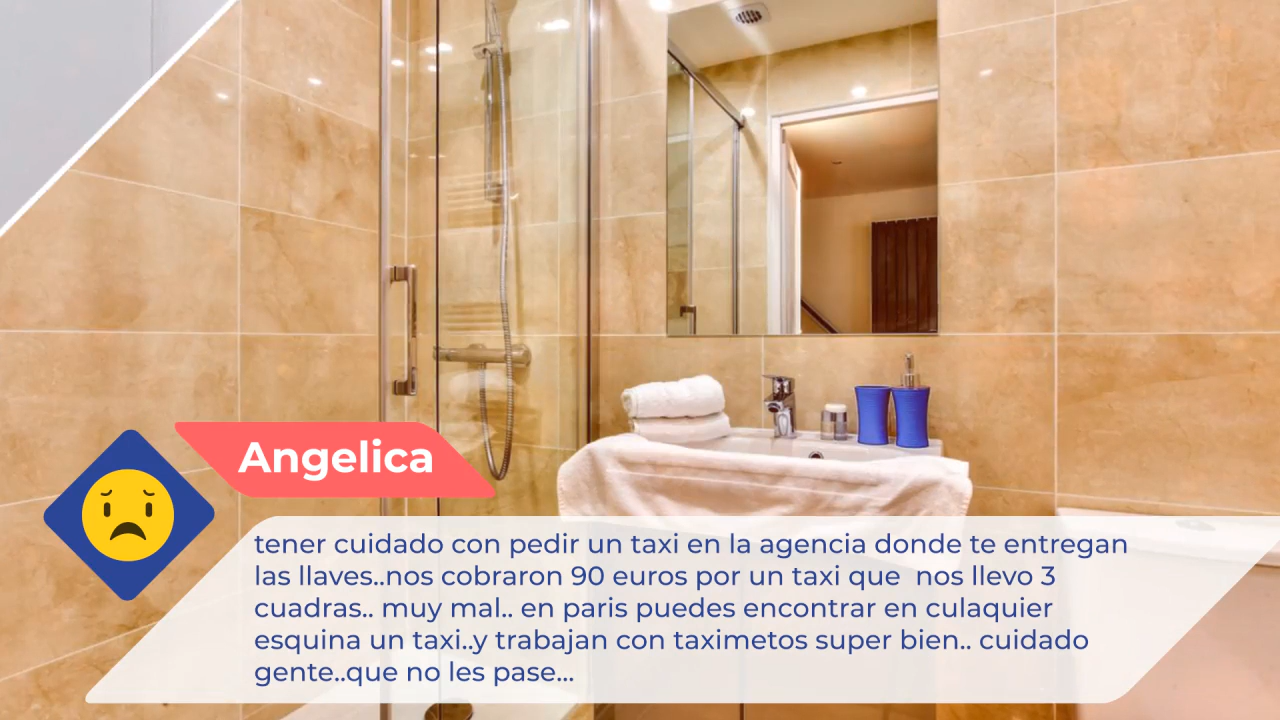 Angelica
tener cuidado con pedir un taxi en la agencia donde te entregan
las llaves..nos cobraron 90 euros por un taxi que  nos llevo 3
cuadras.. muy mal.. en paris puedes encontrar en culaquier
esquina un taxi..y trabajan con taximetos super bien.. cuidado
gente..que no les pase...